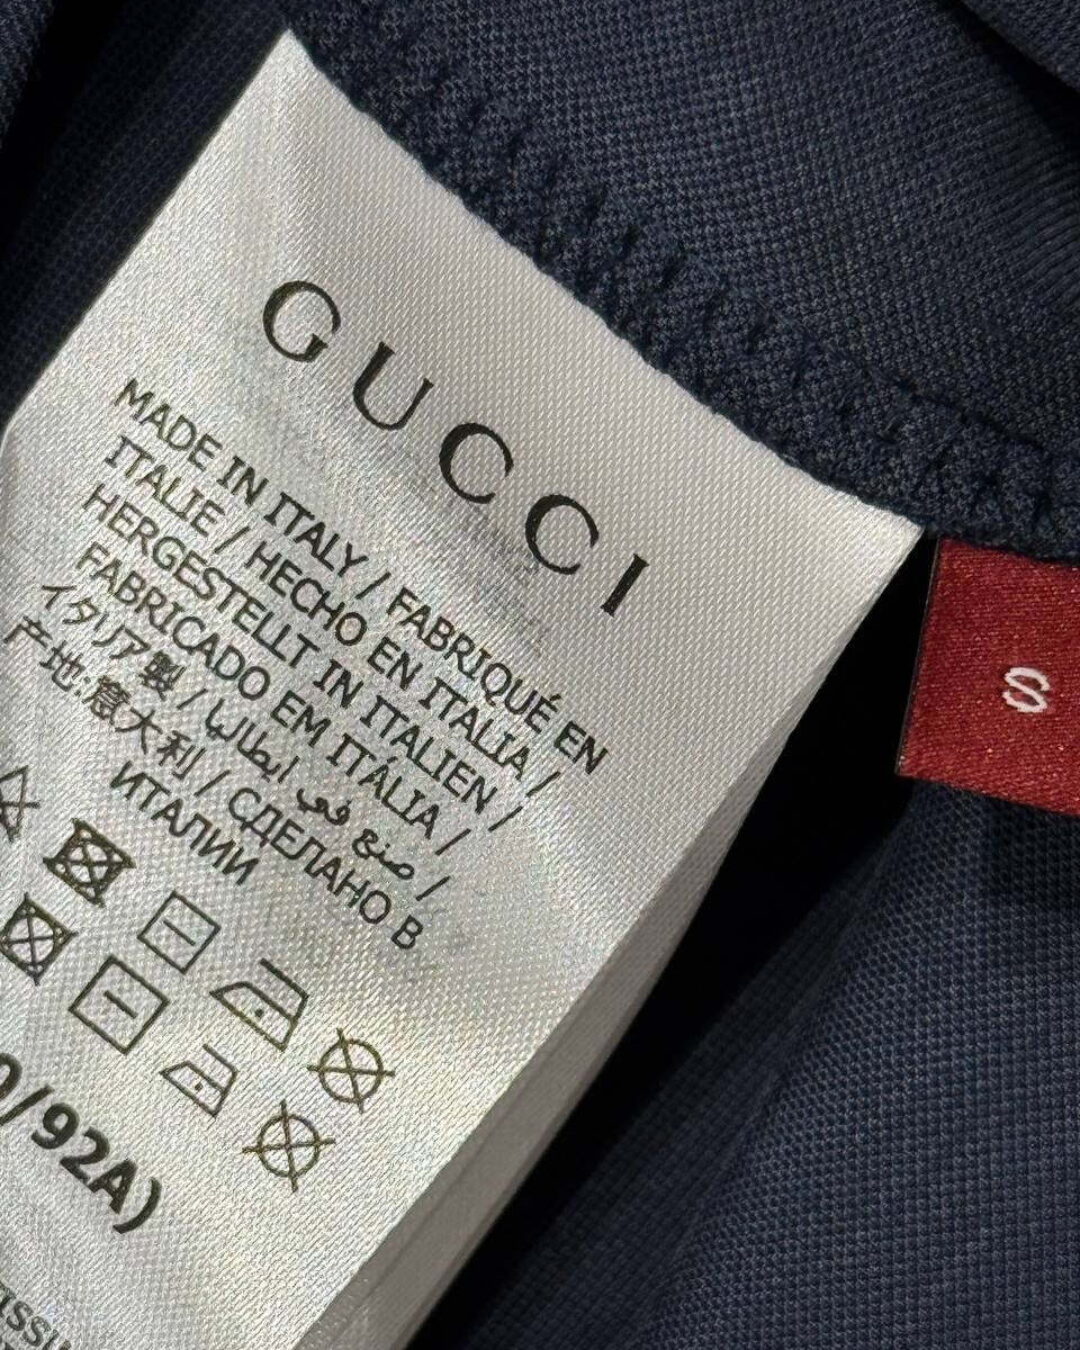 GUCCI
MADE IN ITALY / FABRIQUÉ EN
ITALIE / HECHO EN ITALIA /
HERGESTELLT IN ITALIEN /
FABRICADO EM ITÁLIA /
イタリア製 / صنع في ايطاليا /
产地:意大利 / СДЕЛАНО В
ИТАЛИИ
/92A)
S